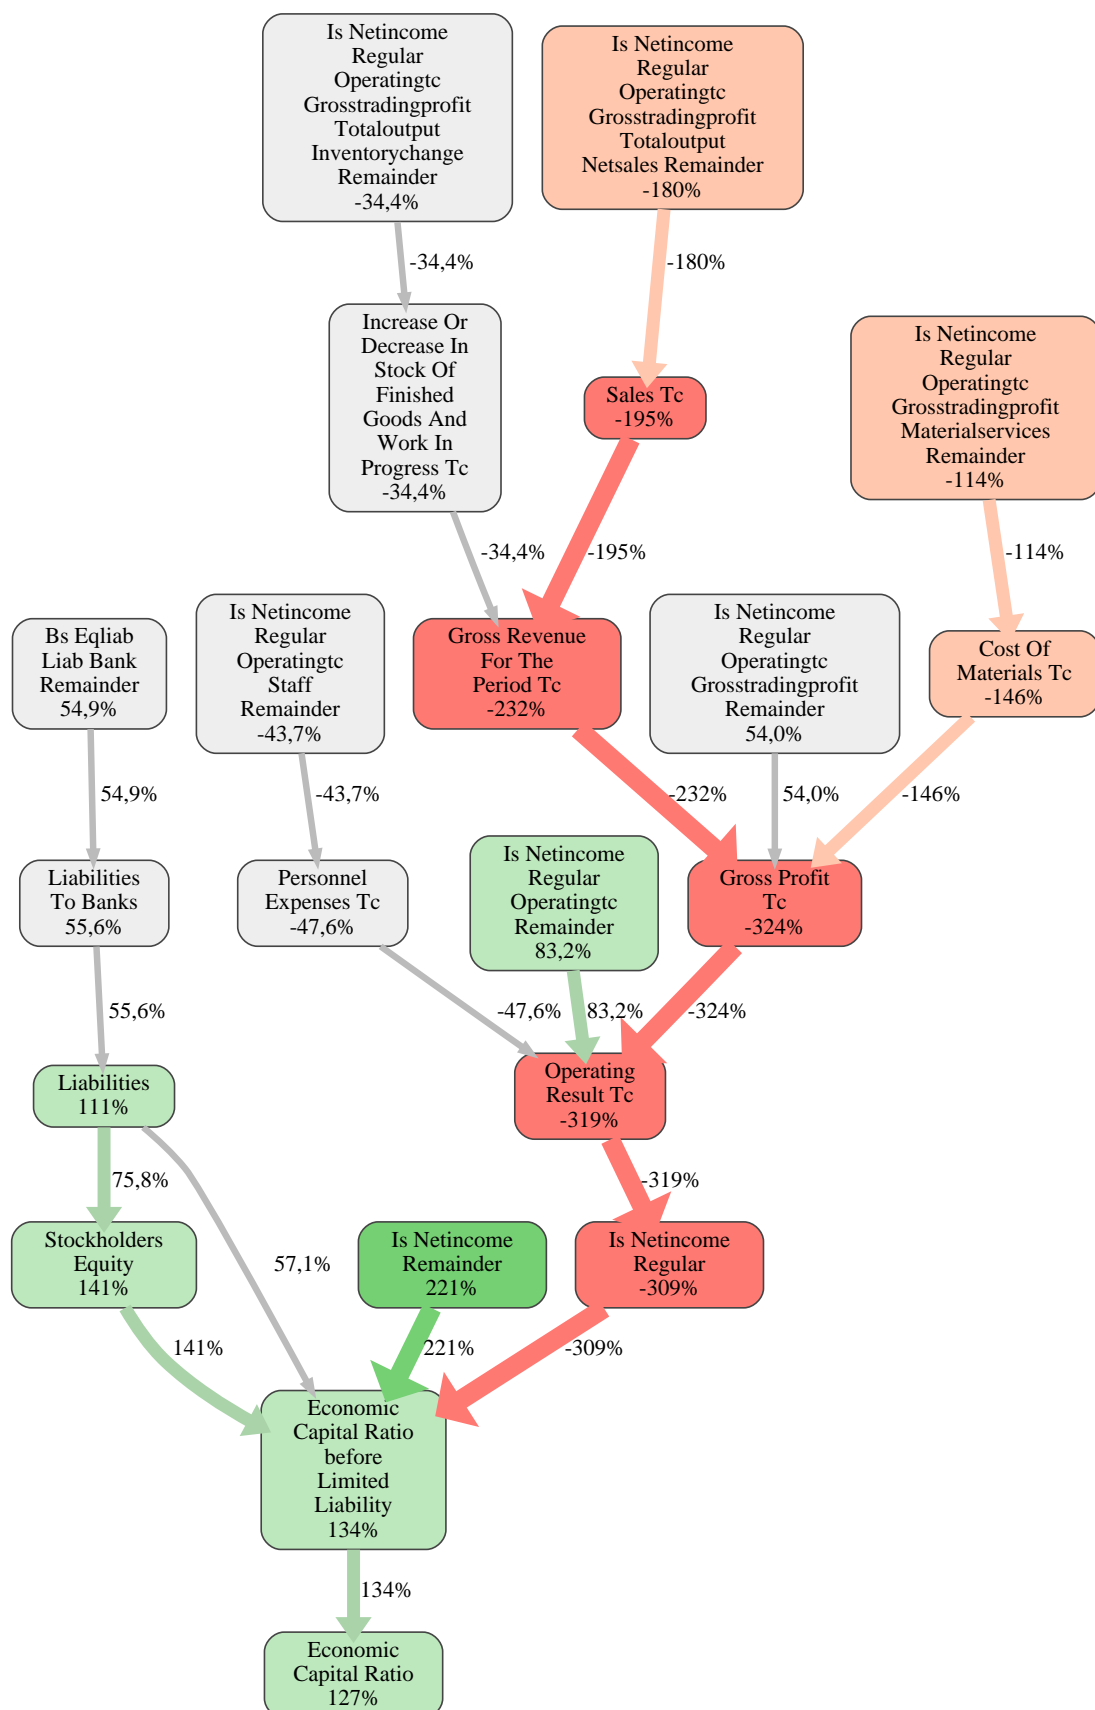 Is Netincome
Regular
Operatingtc
Grosstradingprofit
Totaloutput
Inventorychange
Remainder
-34,4%
Is Netincome
Regular
Operatingtc
Grosstradingprofit
Totaloutput
Netsales Remainder
-180%
-34,4%
-180%
Increase Or
Decrease In
Stock Of
Finished
Goods And
Work In
Progress Tc
-34,4%
Sales Tc
-195%
Is Netincome
Regular
Operatingtc
Grosstradingprofit
Materialservices
Remainder
-114%
-34,4%
-195%
-114%
Bs Eqliab
Liab Bank
Remainder
54,9%
Is Netincome
Regular
Operatingtc
Staff
Remainder
-43,7%
Gross Revenue
For The
Period Tc
-232%
Is Netincome
Regular
Operatingtc
Grosstradingprofit
Remainder
54,0%
Cost Of
Materials Tc
-146%
54,9%
-43,7%
-232%
54,0%
-146%
Liabilities
To Banks
55,6%
Personnel
Expenses Tc
-47,6%
Is Netincome
Regular
Operatingtc
Remainder
83,2%
Gross Profit
Tc
-324%
55,6%
-47,6%
83,2%
-324%
Liabilities
111%
Operating
Result Tc
-319%
75,8%
-319%
Stockholders
Equity
141%
57,1%
Is Netincome
Remainder
221%
Is Netincome
Regular
-309%
141%
221%
-309%
Economic
Capital Ratio
before
Limited
Liability
134%
134%
Economic
Capital Ratio
127%